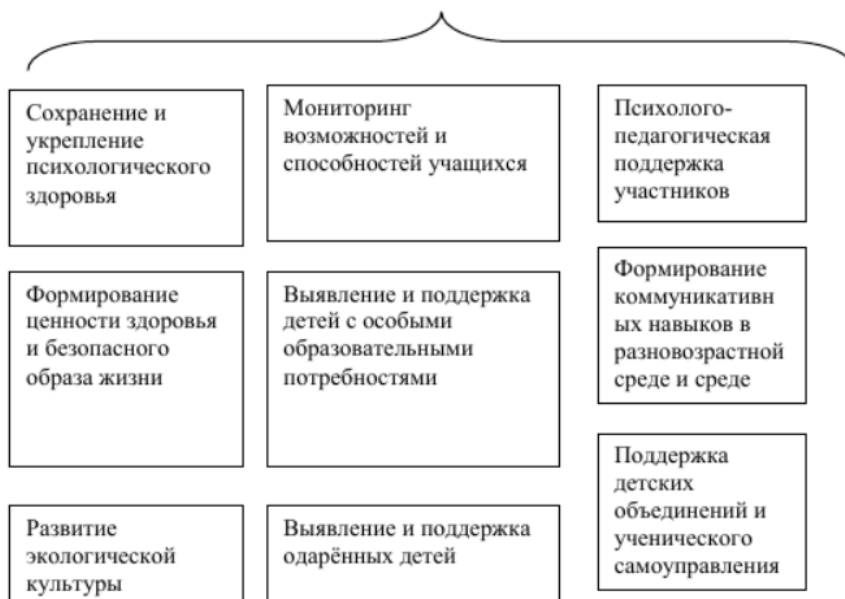 Сохранение и
укрепление
психологического
здоровья
Мониторинг
возможностей и
способностей учащихся
Психолого-
педагогическая
поддержка
участников
Формирование
ценности здоровья
и безопасного
образа жизни
Выявление и поддержка
детей с особыми
образовательными
потребностями
Формирование
коммуникативн
ых навыков в
разновозрастной
среде и среде
Развитие
экологической
культуры
Выявление и поддержка
одарённых детей
Поддержка
детских
объединений и
ученического
самоуправления